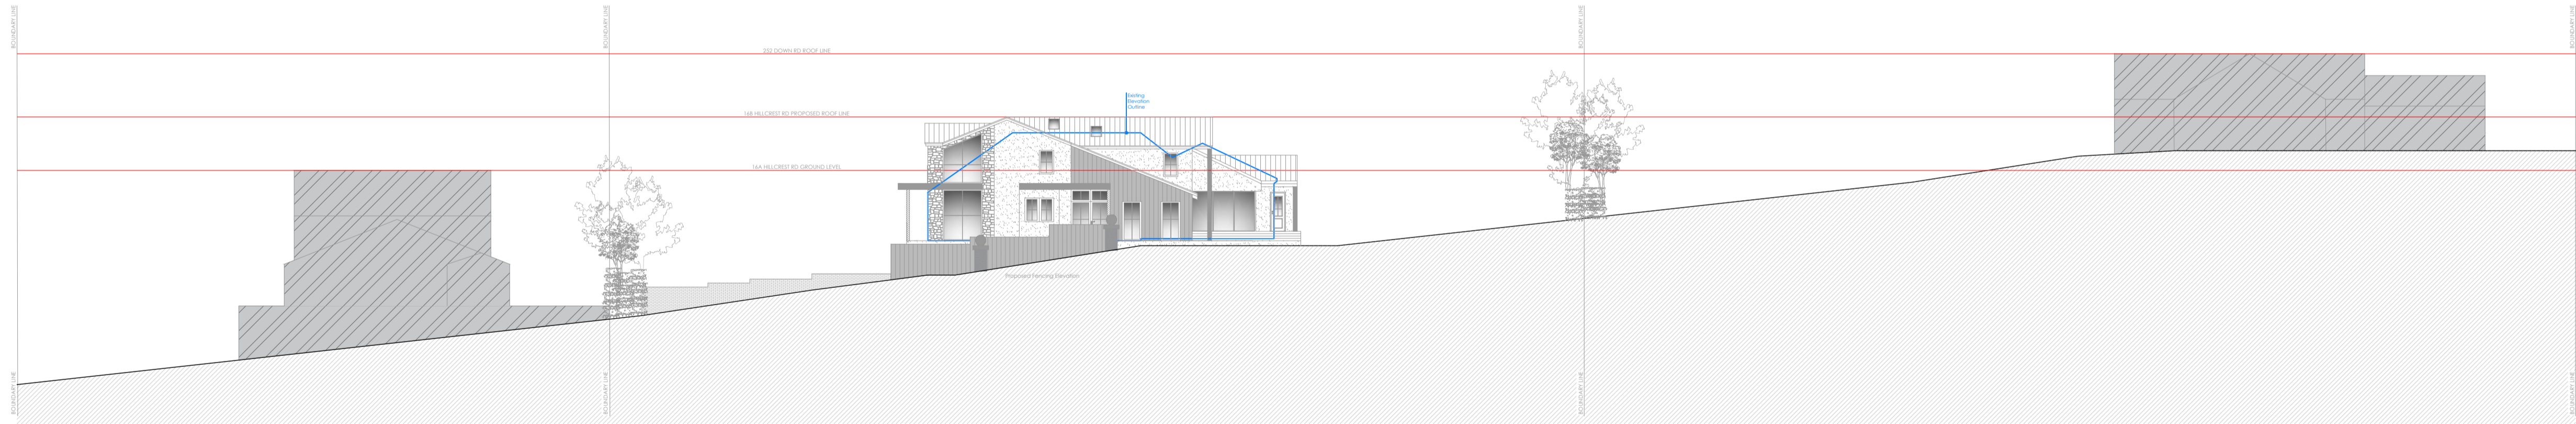 BOUNDARY LINE
BOUNDARY LINE
BOUNDARY LINE
BOUNDARY LINE
252 DOWN RD ROOF LINE
Existing
Elevation
Outline
16B HILLCREST RD PROPOSED ROOF LINE
16A HILLCREST RD GROUND LEVEL
Proposed Fencing Elevation
BOUNDARY LINE
BOUNDARY LINE
BOUNDARY LINE
BOUNDARY LINE